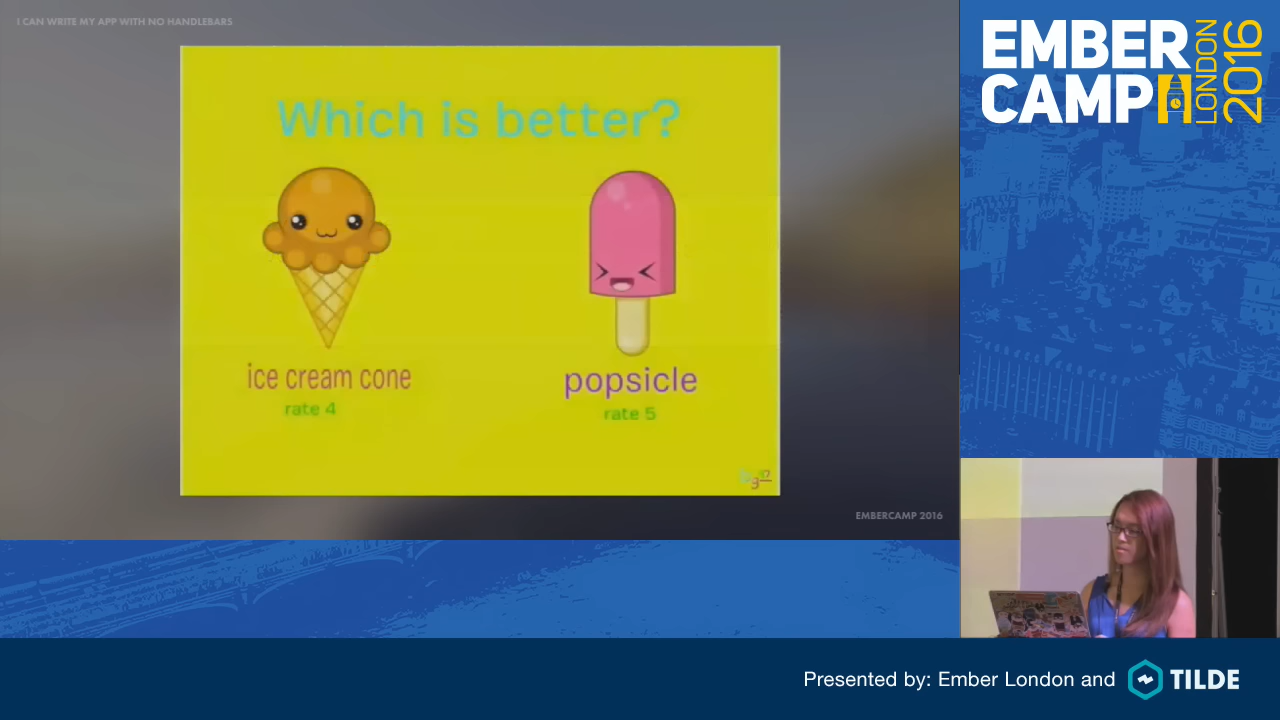 I CAN WRITE MY APP WITH NO HANDLEBARS
Which is better?
ice cream cone
rate 4
popsicle
rate 5
EMBERCAMP 2016
EMBER
CAMP
LONDON
2016
Presented by: Ember London and TILDE